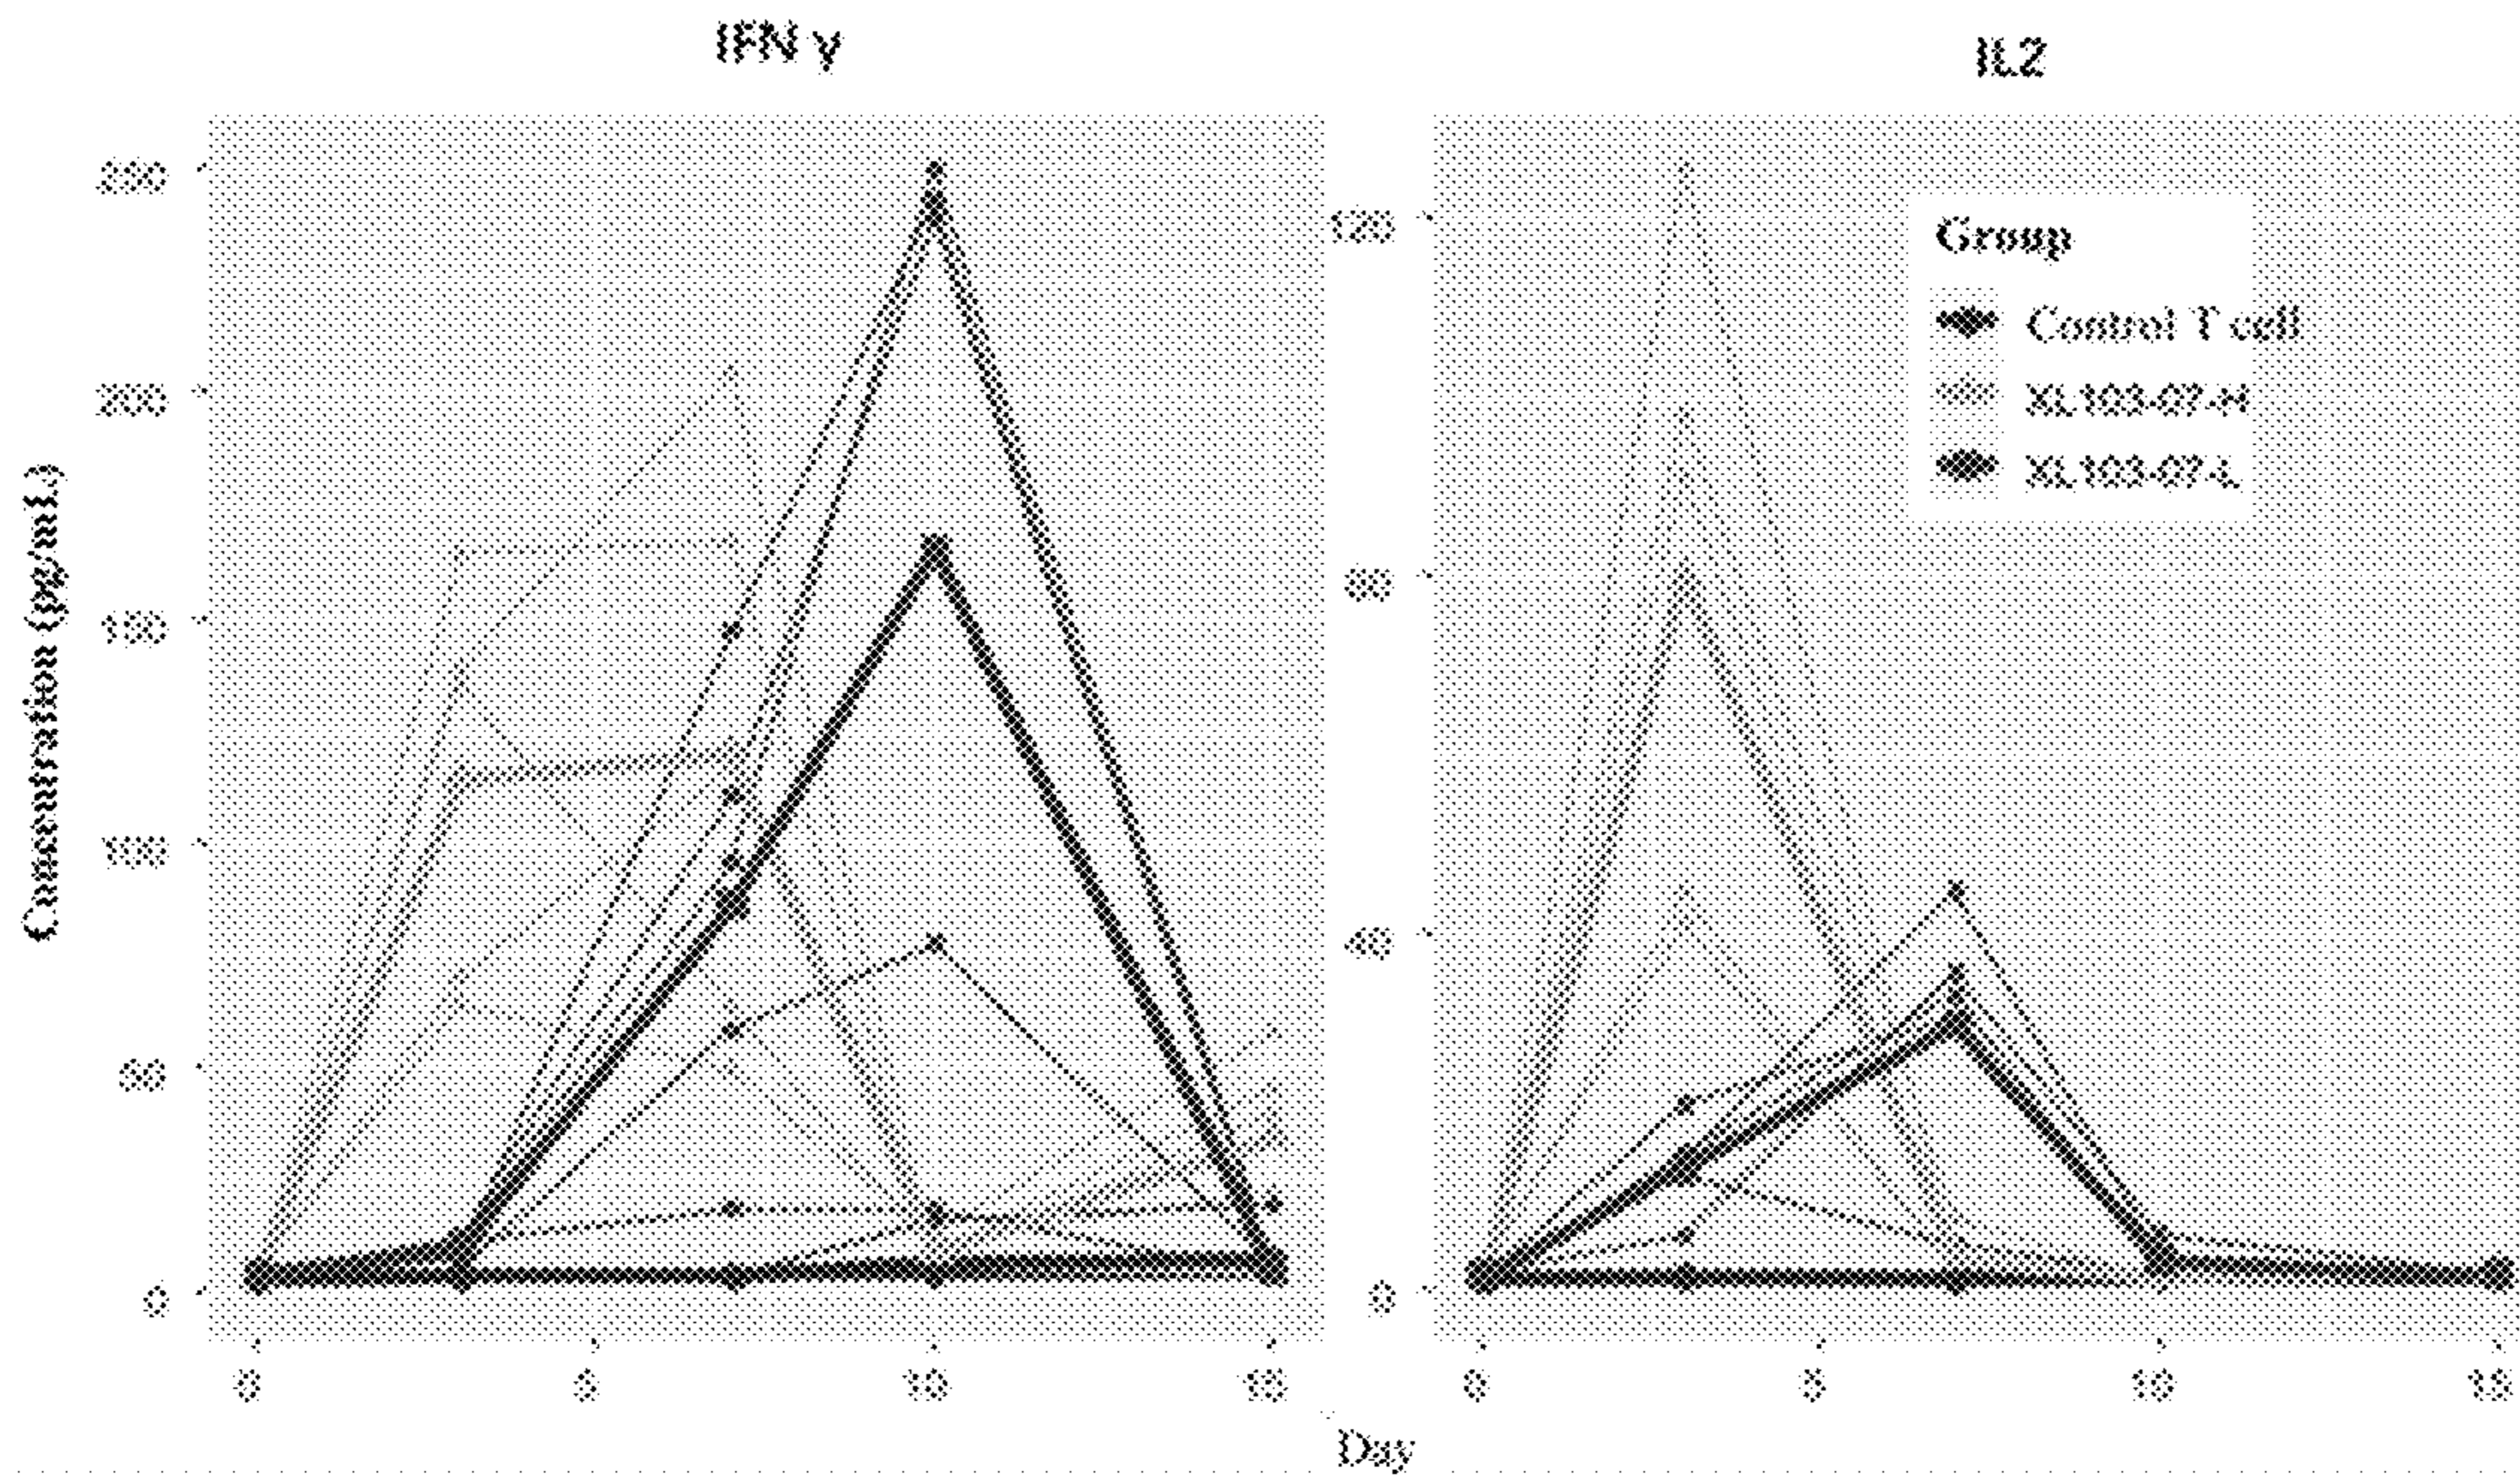 IFN γ
IL2
Concentration (pg/mL)
250
200
150
100
50
0
120
80
40
0
Group
Control T cell
XL103-07-H
XL103-07-L
0 5 10 15
0 5 10 15
Day